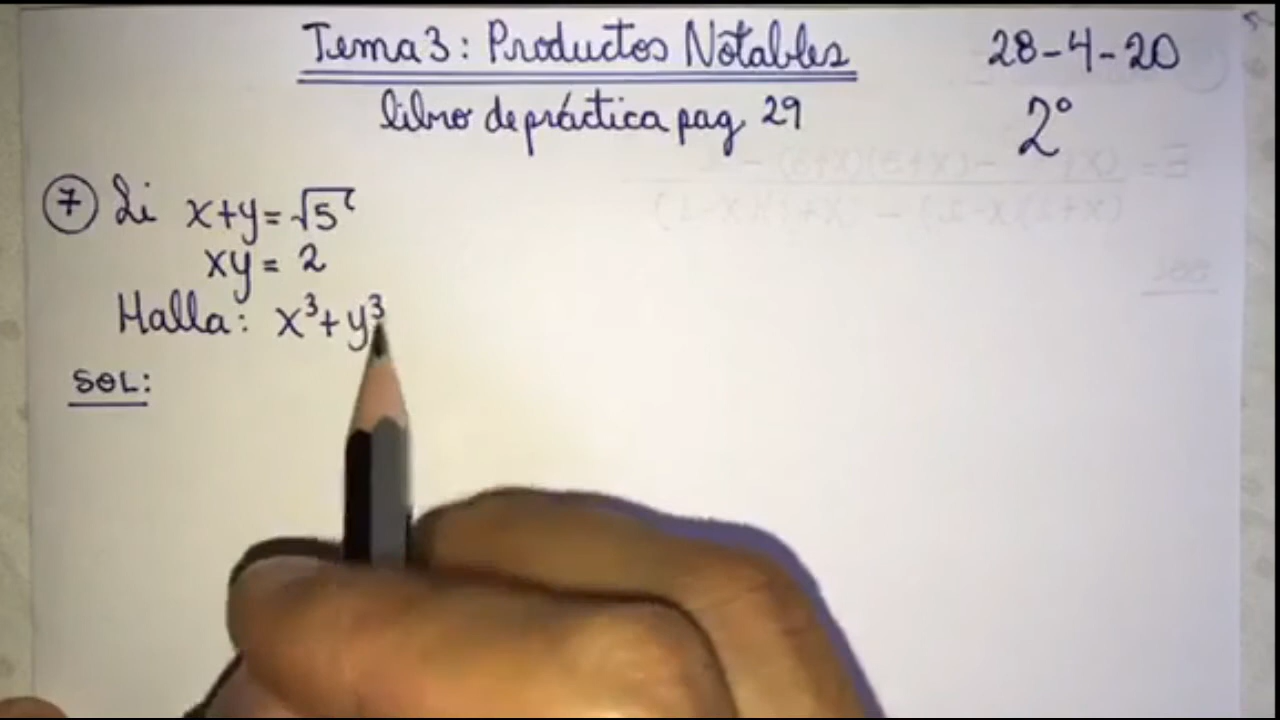 Tema 3: Productos Notables
28-4-20
libro de práctica pag 29
2°
7 Si x+y=√5
xy = 2
Halla: x³+y³
SOL: